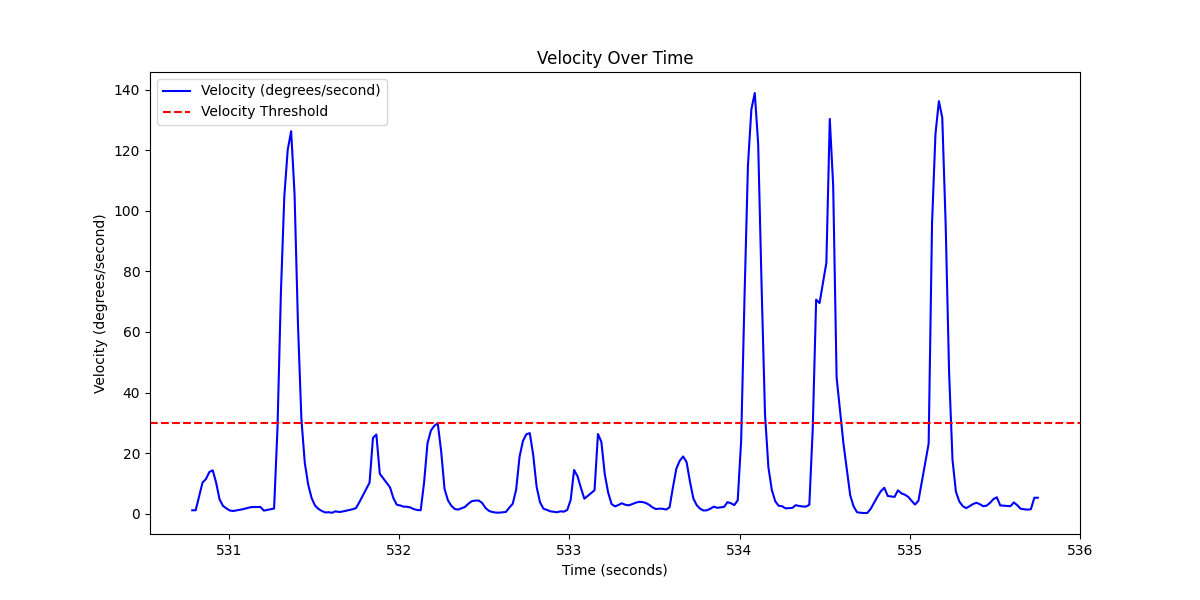 Velocity Over Time
Velocity (degrees/second)
Velocity Threshold
Velocity (degrees/second)
140
120
100
80
60
40
20
0
531
532
533
534
535
536
Time (seconds)